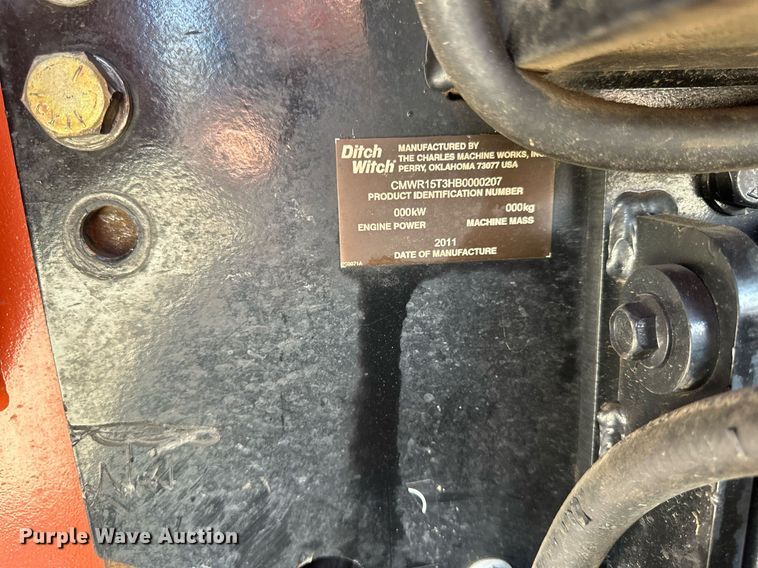 Ditch Witch
MANUFACTURED BY
THE CHARLES MACHINE WORKS, INC.
PERRY, OKLAHOMA 73077 USA
CMWR15T3HB0000207
PRODUCT IDENTIFICATION NUMBER
000kW 000kg
ENGINE POWER MACHINE MASS
2011
DATE OF MANUFACTURE
Purple Wave Auction